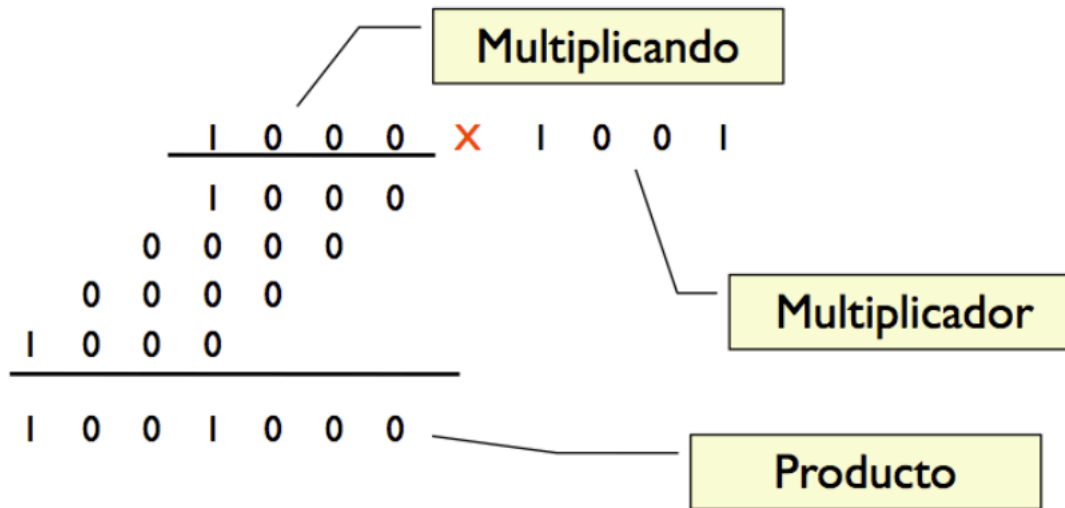 Multiplicando
1 0 0 0 X 1 0 0 1
1 0 0 0
0 0 0 0
0 0 0 0
1 0 0 0
Multiplicador
1 0 0 1 0 0 0
Producto